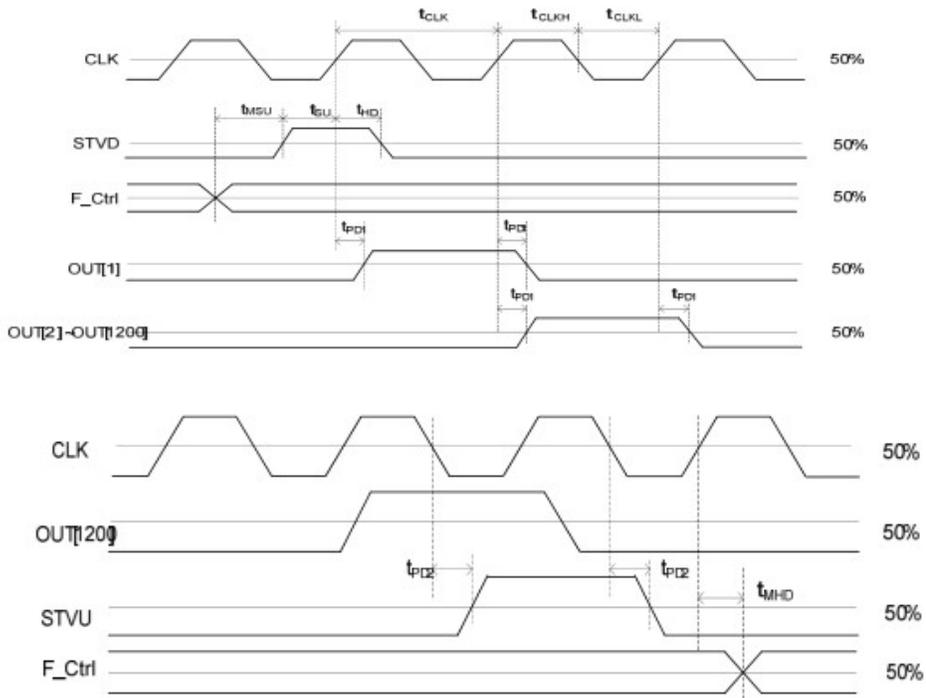 tCLK tCLKH tCLKL
CLK 50%
tMSU tSU tHD
STVD 50%
F_Ctrl 50%
tPD1 tPD1
OUT[1] 50%
tPD1 tPD1
OUT[2]~OUT[1200] 50%
CLK 50%
OUT[1200] 50%
tPD2 tPD2 tMHD
STVU 50%
F_Ctrl 50%